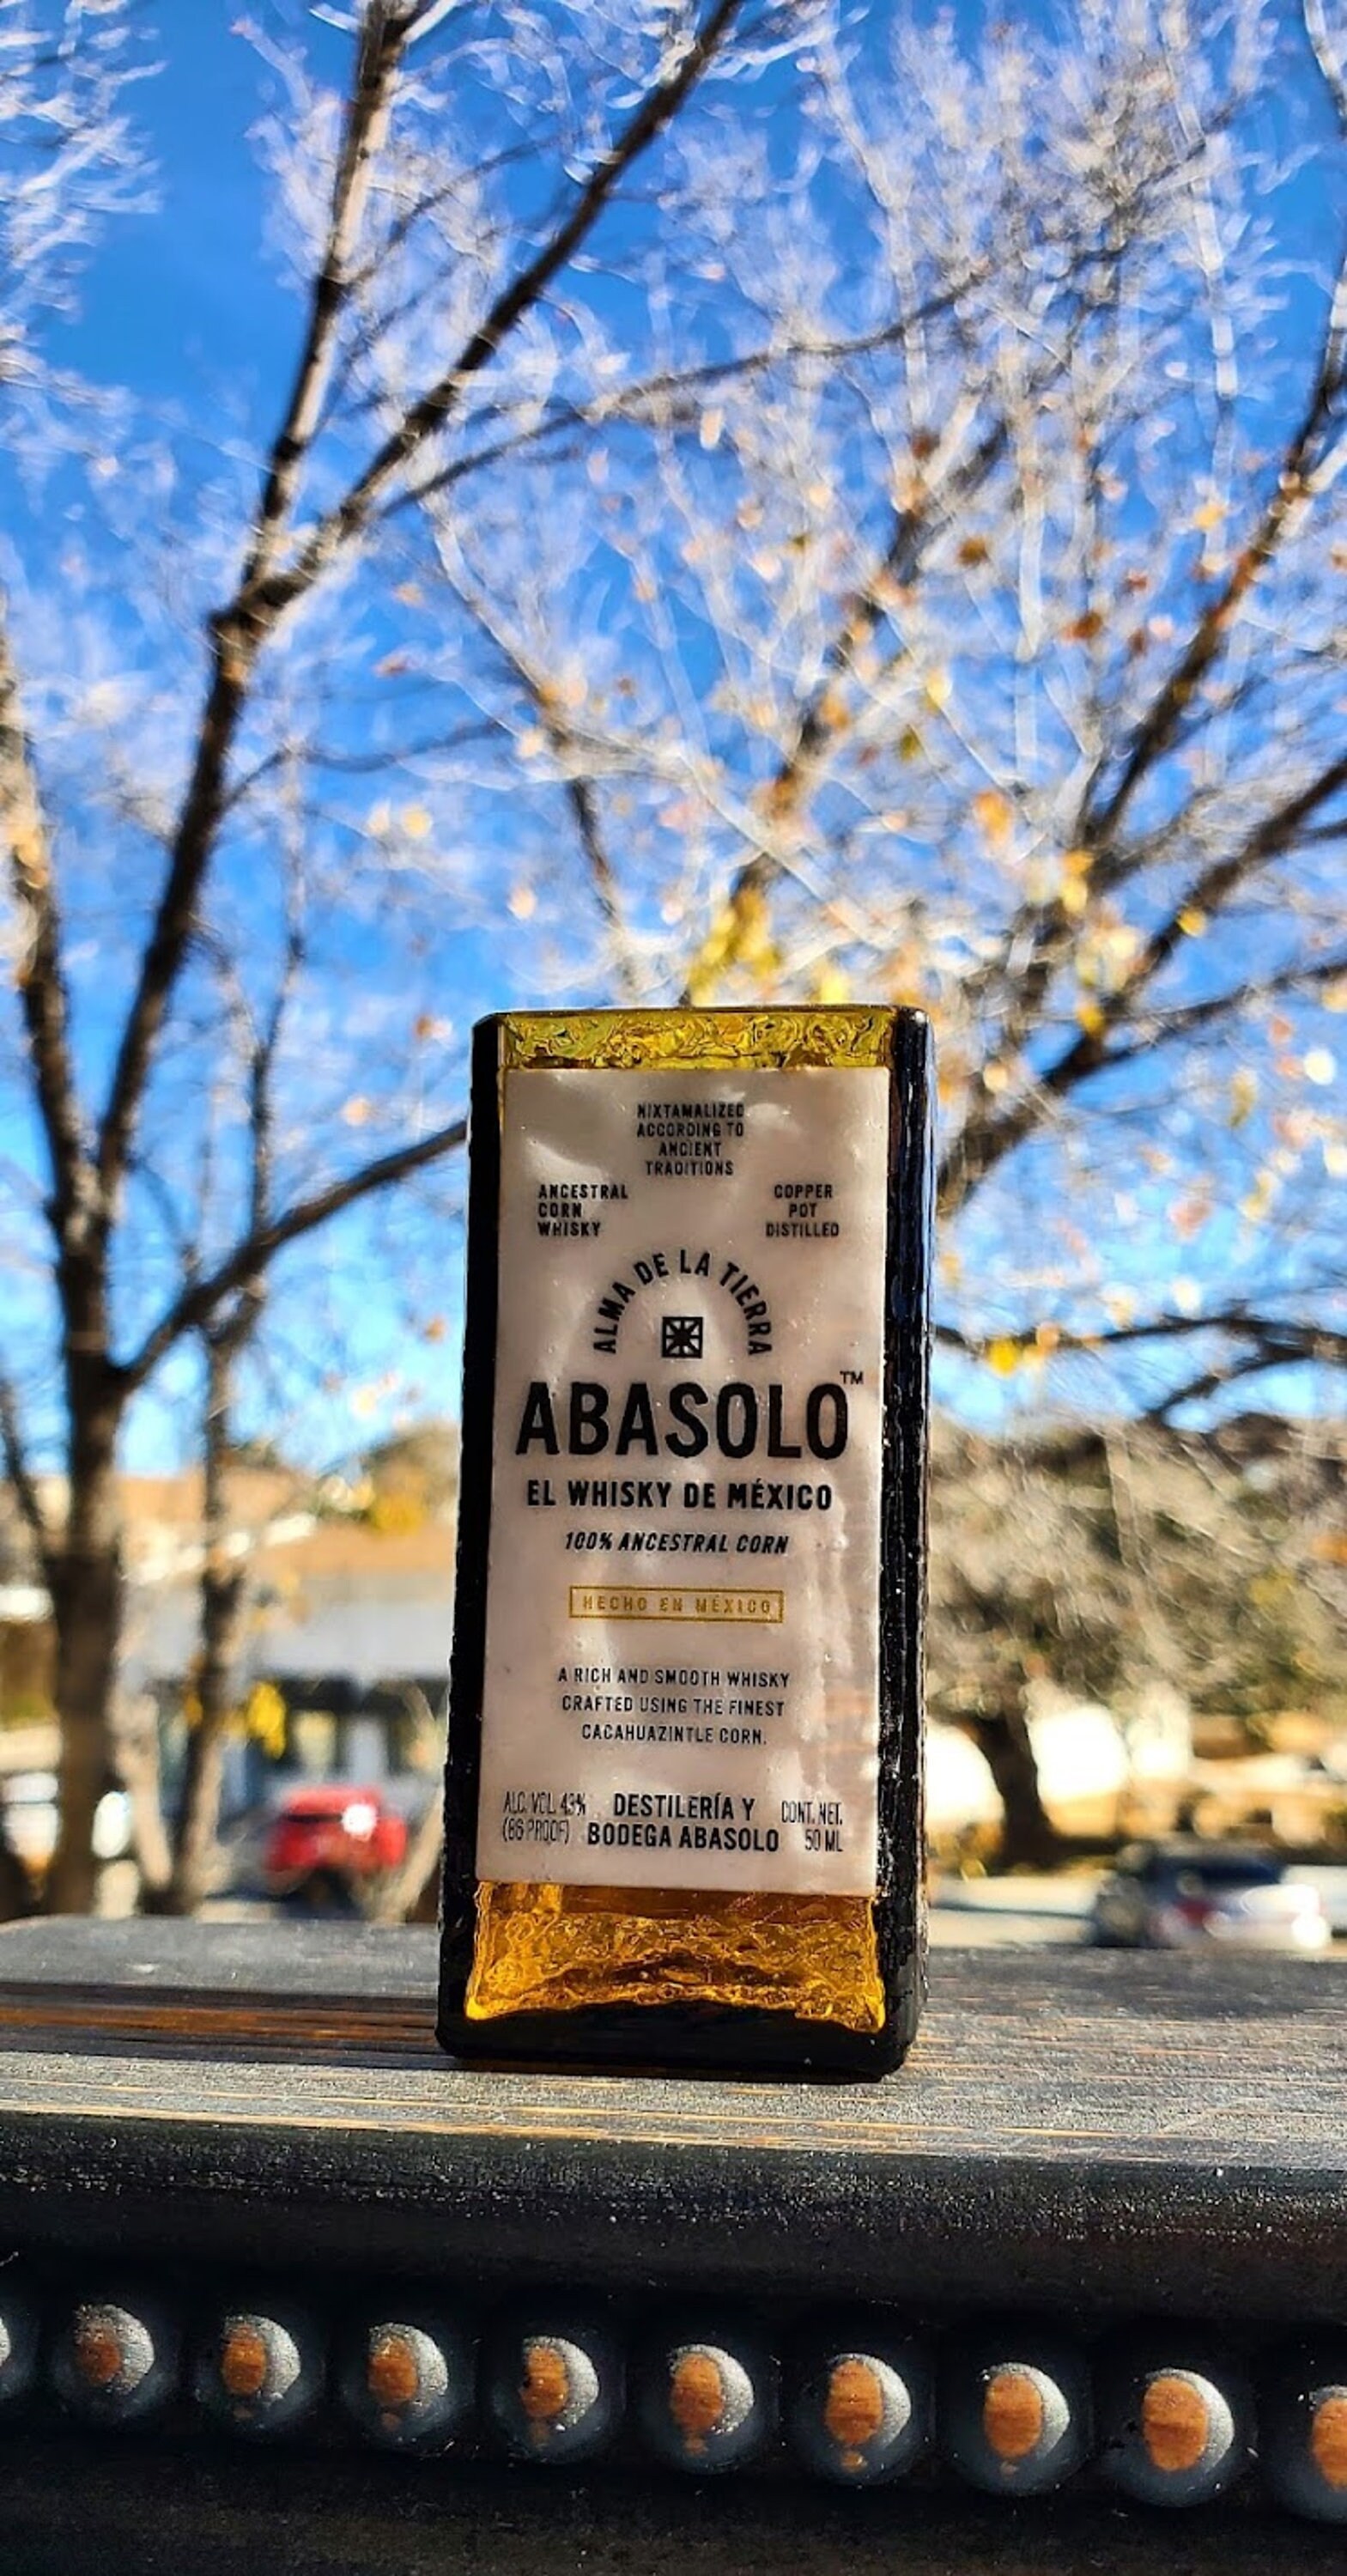 NIXTAMALIZED
ACCORDING TO
ANCIENT
TRADITIONS
ANCESTRAL
CORN
WHISKY
COPPER
POT
DISTILLED
ALMA DE LA TIERRA
ABASOLO™
EL WHISKY DE MÉXICO
100% ANCESTRAL CORN
HECHO EN MÉXICO
A RICH AND SMOOTH WHISKY
CRAFTED USING THE FINEST
CACAHUAZINTLE CORN.
ALC. VOL. 43%
(86 PROOF)
DESTILERÍA Y
BODEGA ABASOLO
CONT. NET.
50 ML